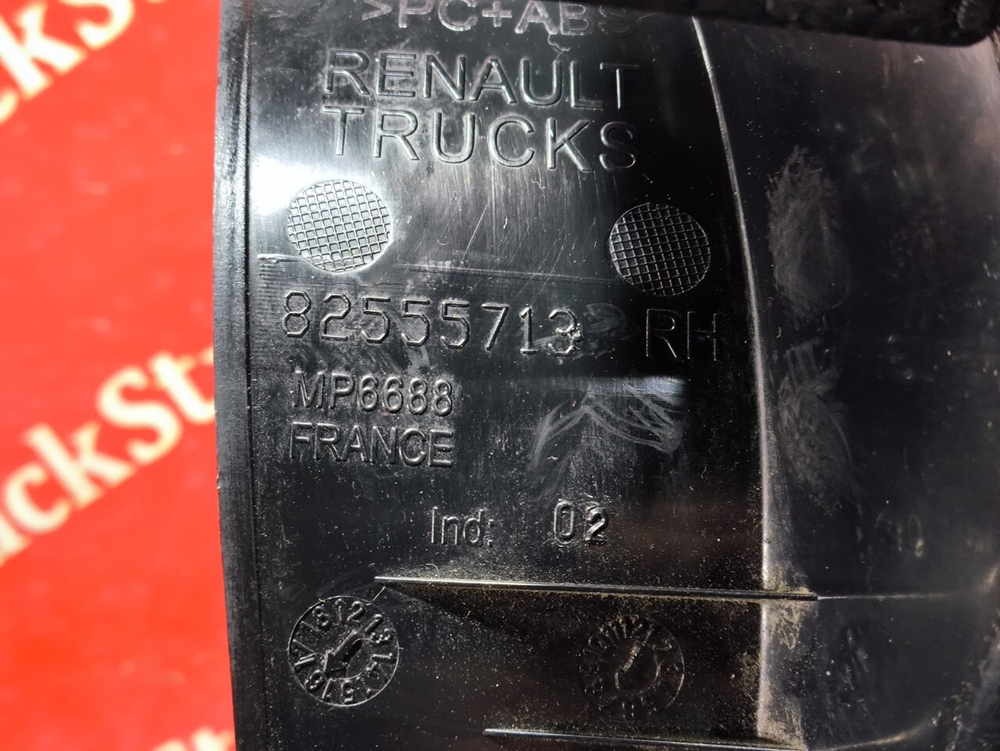 >PC+ABS
RENAULT
TRUCKS
82555713 RH
MP6688
FRANCE
Ind: 02